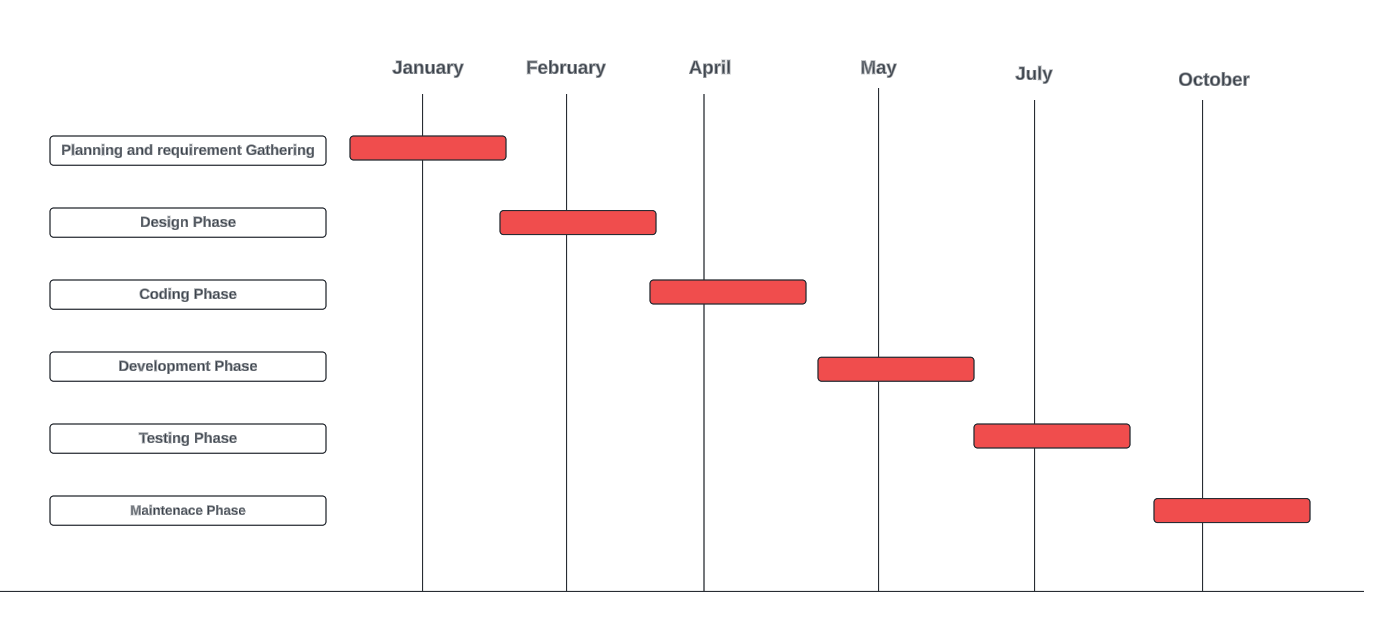 January
February
April
May
July
October
Planning and requirement Gathering
Design Phase
Coding Phase
Development Phase
Testing Phase
Maintenace Phase